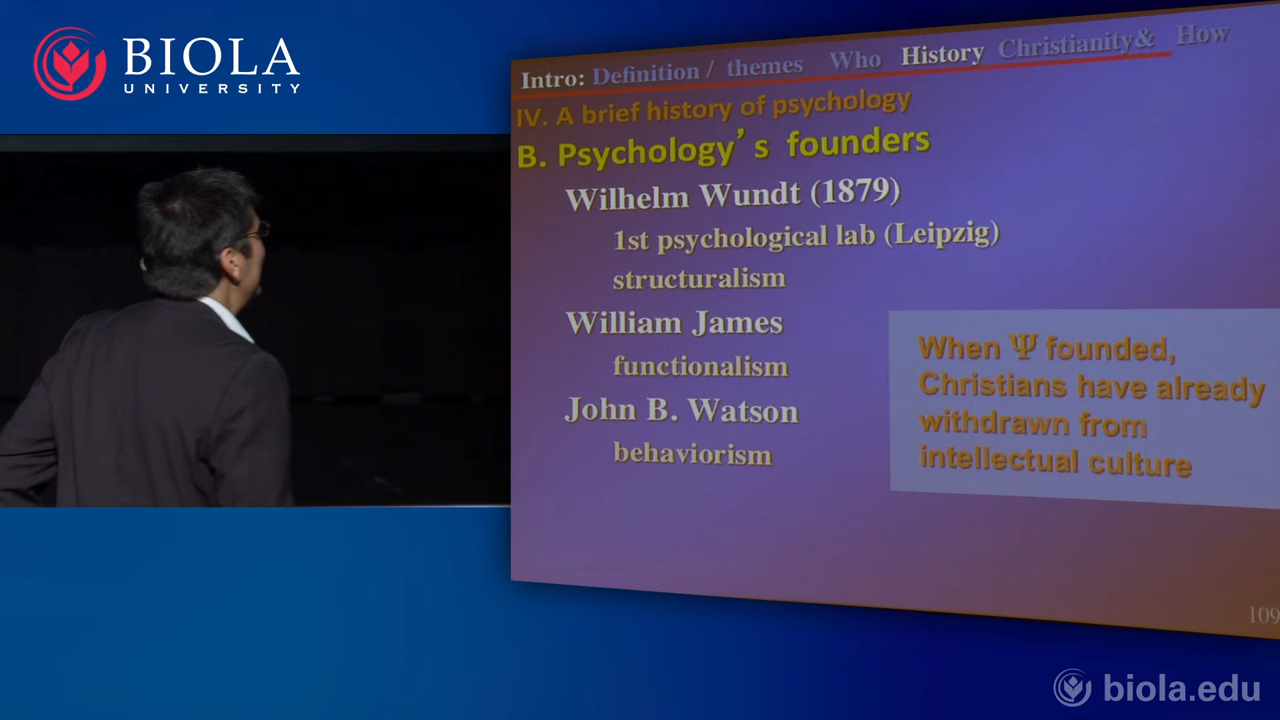 BIOLA
UNIVERSITY
Intro: Definition / themes Who History Christianity& How
IV. A brief history of psychology
B. Psychology's founders
Wilhelm Wundt (1879)
1st psychological lab (Leipzig)
structuralism
William James
functionalism
John B. Watson
behaviorism
When Ψ founded,
Christians have already
withdrawn from
intellectual culture
109
biola.edu